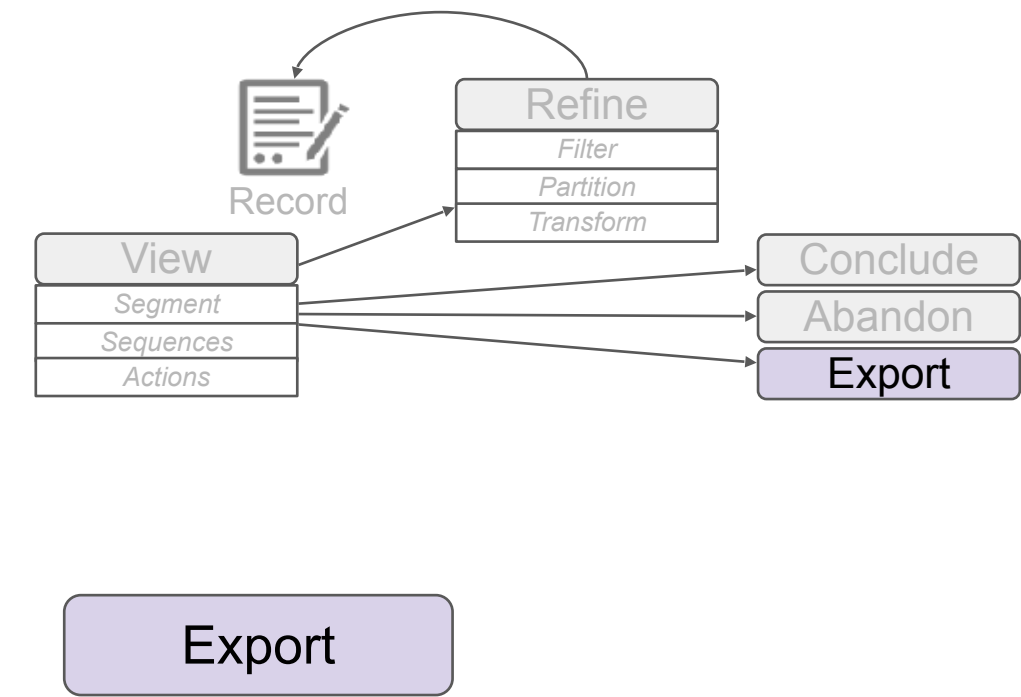 Record
Refine
Filter
Partition
Transform
View
Segment
Sequences
Actions
Conclude
Abandon
Export
Export